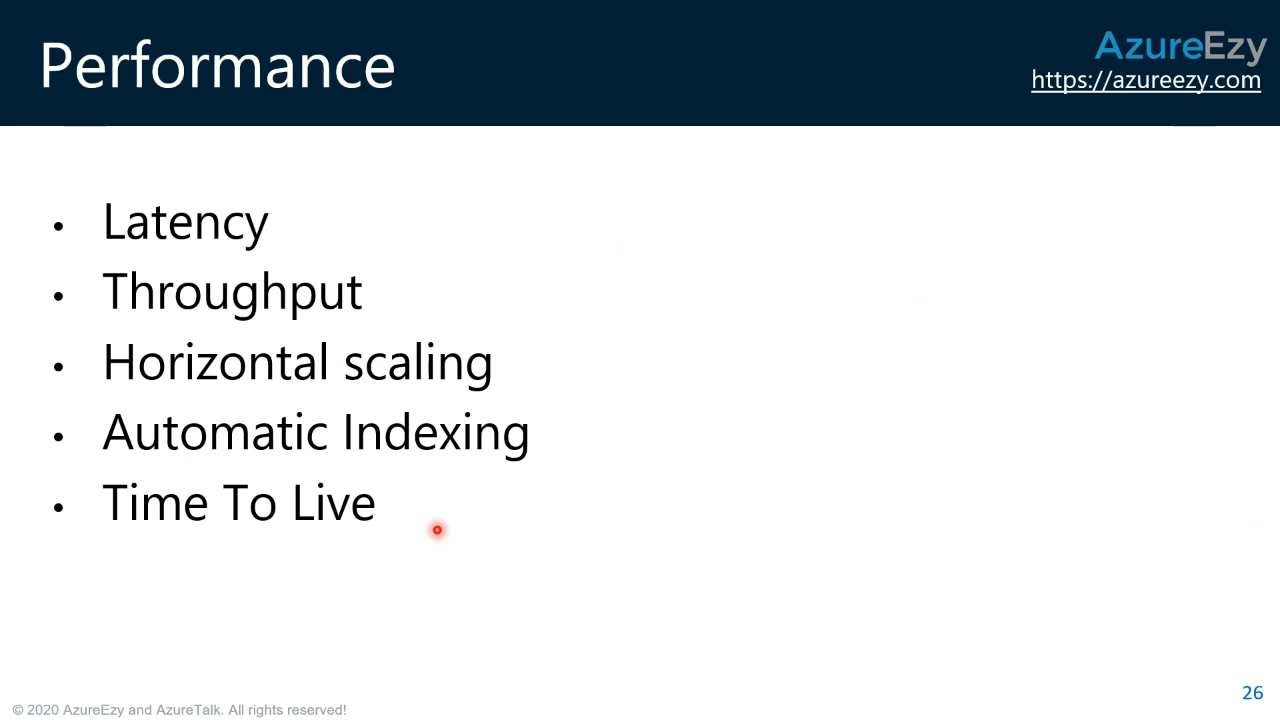 Performance
AzureEzy
https://azureezy.com
• Latency
• Throughput
• Horizontal scaling
• Automatic Indexing
• Time To Live
© 2020 AzureEzy and AzureTalk. All rights reserved!
26